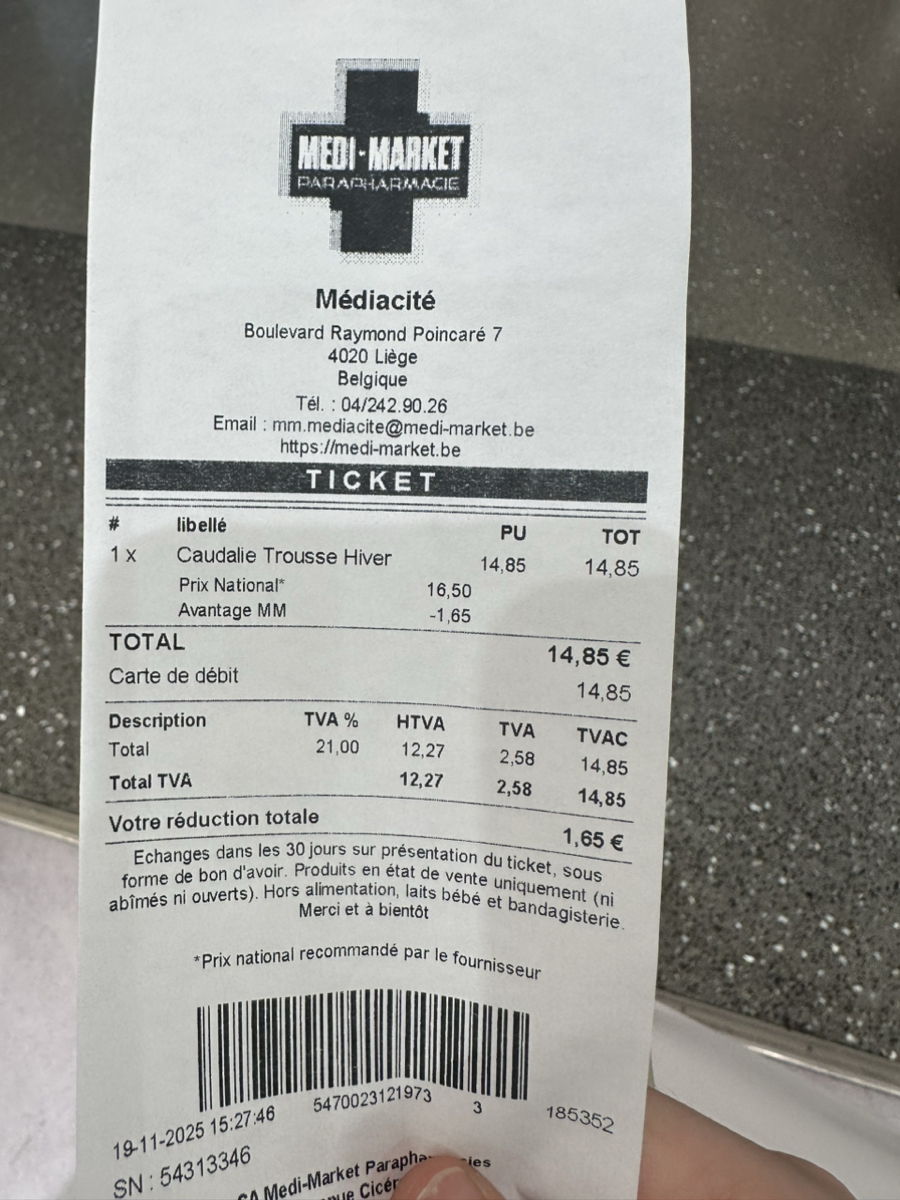 MEDI-MARKET
PARAPHARMACIE
Médiacité
Boulevard Raymond Poincaré 7
4020 Liège
Belgique
Tél. : 04/242.90.26
Email : mm.mediacite@medi-market.be
https://medi-market.be
TICKET
# libellé PU TOT
1 x Caudalie Trousse Hiver 14,85 14,85
Prix National* 16,50
Avantage MM -1,65
TOTAL 14,85 €
Carte de débit 14,85
Description TVA % HTVA TVA TVAC
Total 21,00 12,27 2,58 14,85
Total TVA 12,27 2,58 14,85
Votre réduction totale 1,65 €
Echanges dans les 30 jours sur présentation du ticket, sous
forme de bon d'avoir. Produits en état de vente uniquement (ni
abîmés ni ouverts). Hors alimentation, laits bébé et bandagisterie.
Merci et à bientôt
*Prix national recommandé par le fournisseur
19-11-2025 15:27:46 5470023121973 3 185352
SN : 54313346
Medi-Market